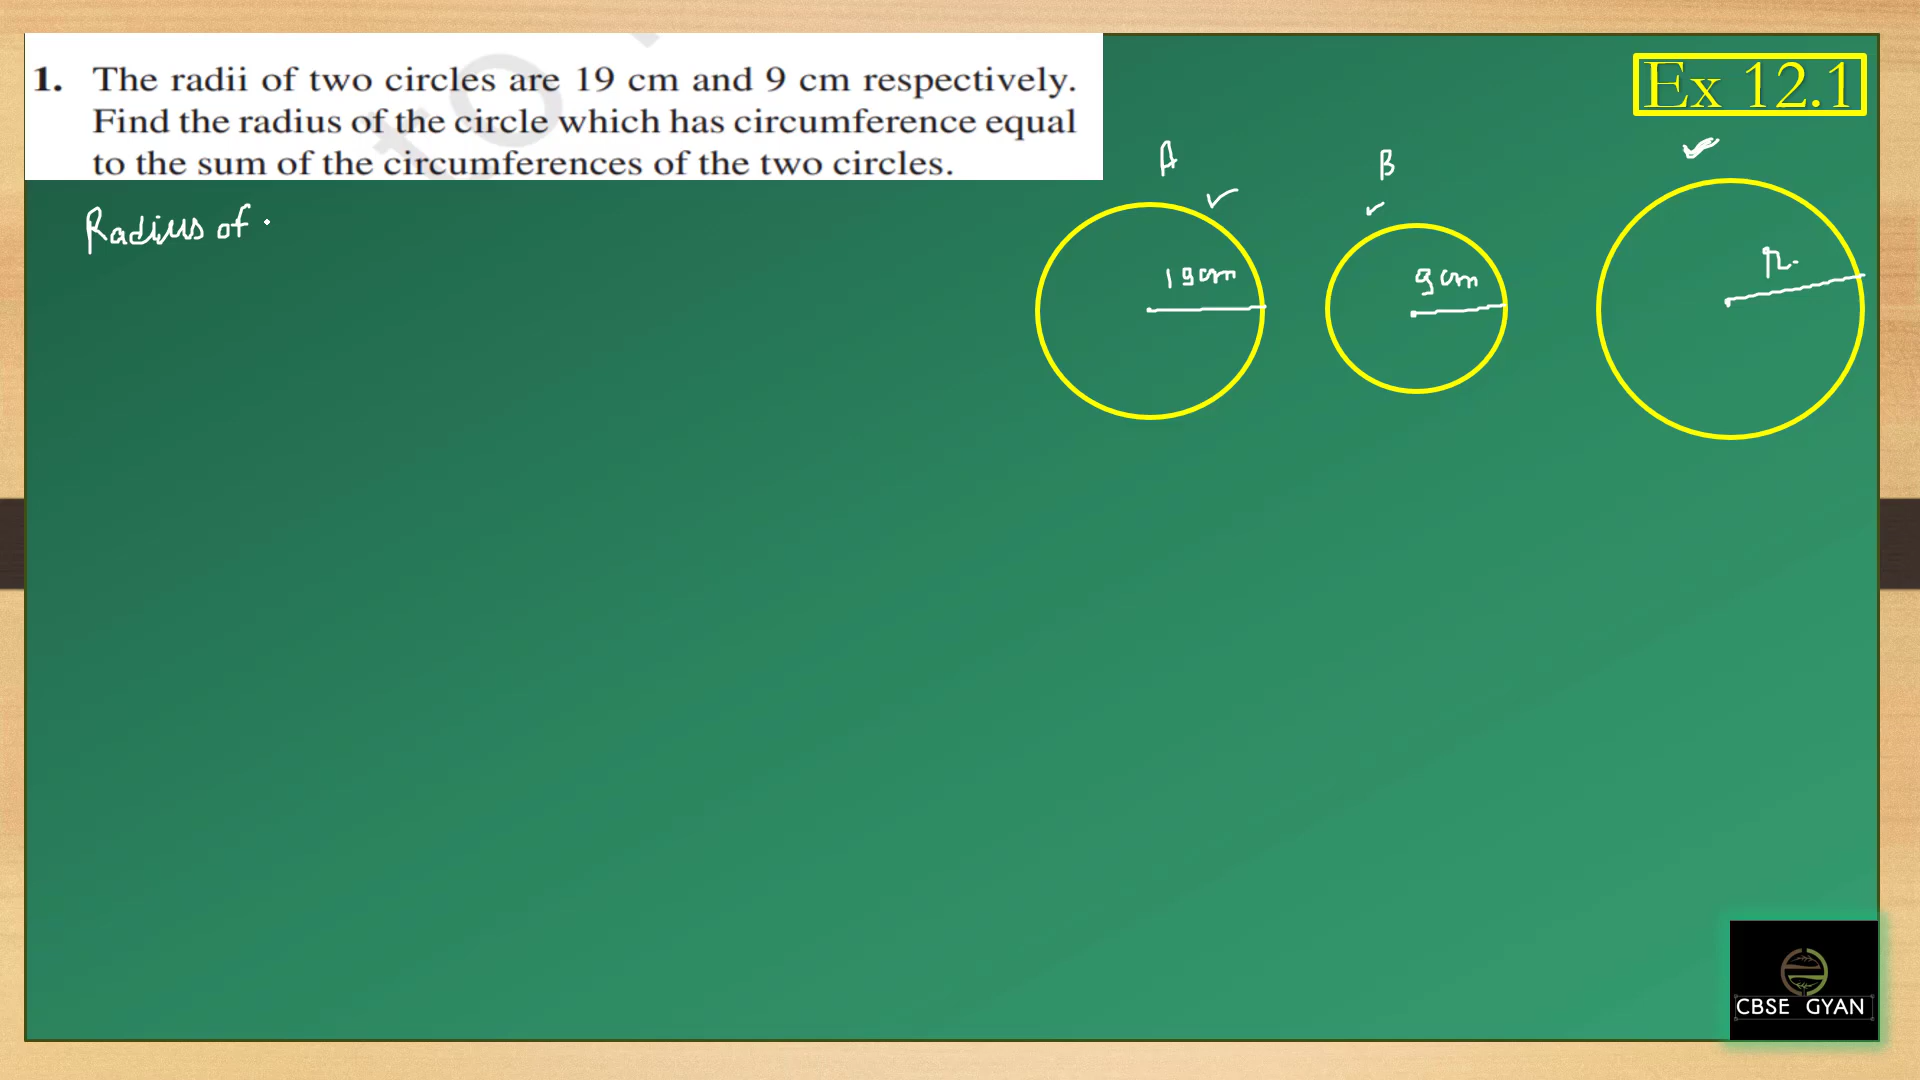 1. The radii of two circles are 19 cm and 9 cm respectively.
Find the radius of the circle which has circumference equal
to the sum of the circumferences of the two circles.
Ex 12.1
Radius of
A
B
19cm
9cm
r
CBSE GYAN